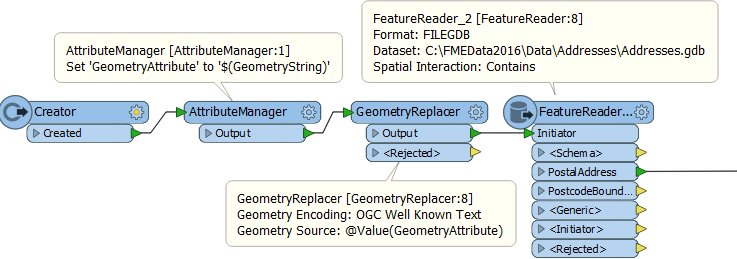 FeatureReader_2 [FeatureReader:8]
Format: FILEGDB
Dataset: C:\FMEData2016\Data\Addresses\Addresses.gdb
Spatial Interaction: Contains
AttributeManager [AttributeManager:1]
Set 'GeometryAttribute' to '$(GeometryString)'
Creator
Created
AttributeManager
Output
GeometryReplacer
Output
<Rejected>
FeatureReader...
Initiator
<Schema>
PostalAddress
PostcodeBound...
<Generic>
<Initiator>
<Rejected>
GeometryReplacer [GeometryReplacer:8]
Geometry Encoding: OGC Well Known Text
Geometry Source: @Value(GeometryAttribute)